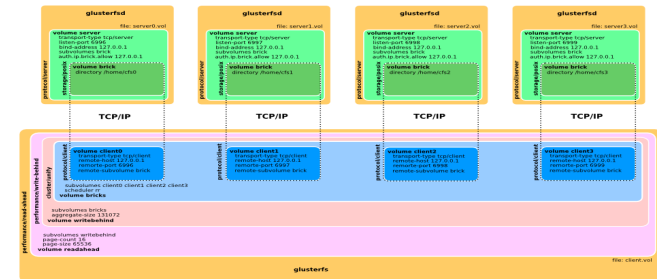 glusterfsd
file: server0.vol
protocol/server
volume server
transport-type tcp/server
listen-port 6996
bind-address 127.0.0.1
subvolumes brick
auth.ip.brick.allow 127.0.0.1
storage/posix
volume brick
directory /home/cfs0
glusterfsd
file: server1.vol
protocol/server
volume server
transport-type tcp/server
listen-port 6997
bind-address 127.0.0.1
subvolumes brick
auth.ip.brick.allow 127.0.0.1
storage/posix
volume brick
directory /home/cfs1
glusterfsd
file: server2.vol
protocol/server
volume server
transport-type tcp/server
listen-port 6998
bind-address 127.0.0.1
subvolumes brick
auth.ip.brick.allow 127.0.0.1
storage/posix
volume brick
directory /home/cfs2
glusterfsd
file: server3.vol
protocol/server
volume server
transport-type tcp/server
listen-port 6999
bind-address 127.0.0.1
subvolumes brick
auth.ip.brick.allow 127.0.0.1
storage/posix
volume brick
directory /home/cfs3
TCP/IP
TCP/IP
TCP/IP
TCP/IP
performance/read-ahead
performance/write-behind
cluster/unify
protocol/client
volume client0
transport-type tcp/client
remote-host 127.0.0.1
remorte-port 6996
remote-subvolume brick
protocol/client
volume client1
transport-type tcp/client
remote-host 127.0.0.1
remorte-port 6997
remote-subvolume brick
protocol/client
volume client2
transport-type tcp/client
remote-host 127.0.0.1
remorte-port 6998
remote-subvolume brick
protocol/client
volume client3
transport-type tcp/client
remote-host 127.0.0.1
remorte-port 6999
remote-subvolume brick
subvolumes client0 client1 client2 client3
scheduler rr
volume bricks
subvolumes bricks
aggregate-size 131072
volume writebehind
subvolumes writebehind
page-count 16
page-size 65536
volume readahead
file: client.vol
glusterfs